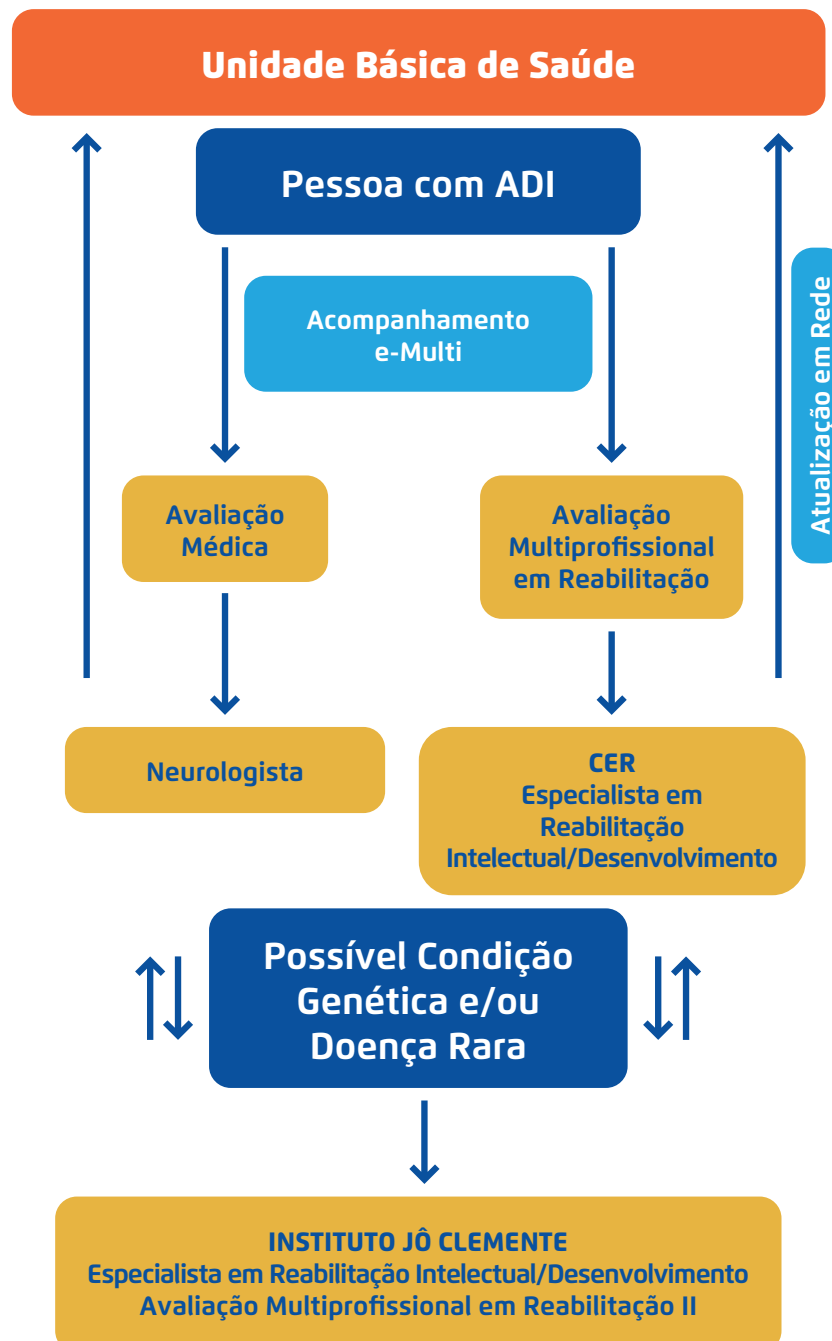 Unidade Básica de Saúde
Pessoa com ADI
Acompanhamento
e-Multi
Atualização em Rede
Avaliação
Médica
Avaliação
Multiprofissional
em Reabilitação
Neurologista
CER
Especialista em
Reabilitação
Intelectual/Desenvolvimento
Possível Condição
Genética e/ou
Doença Rara
INSTITUTO JÔ CLEMENTE
Especialista em Reabilitação Intelectual/Desenvolvimento
Avaliação Multiprofissional em Reabilitação II